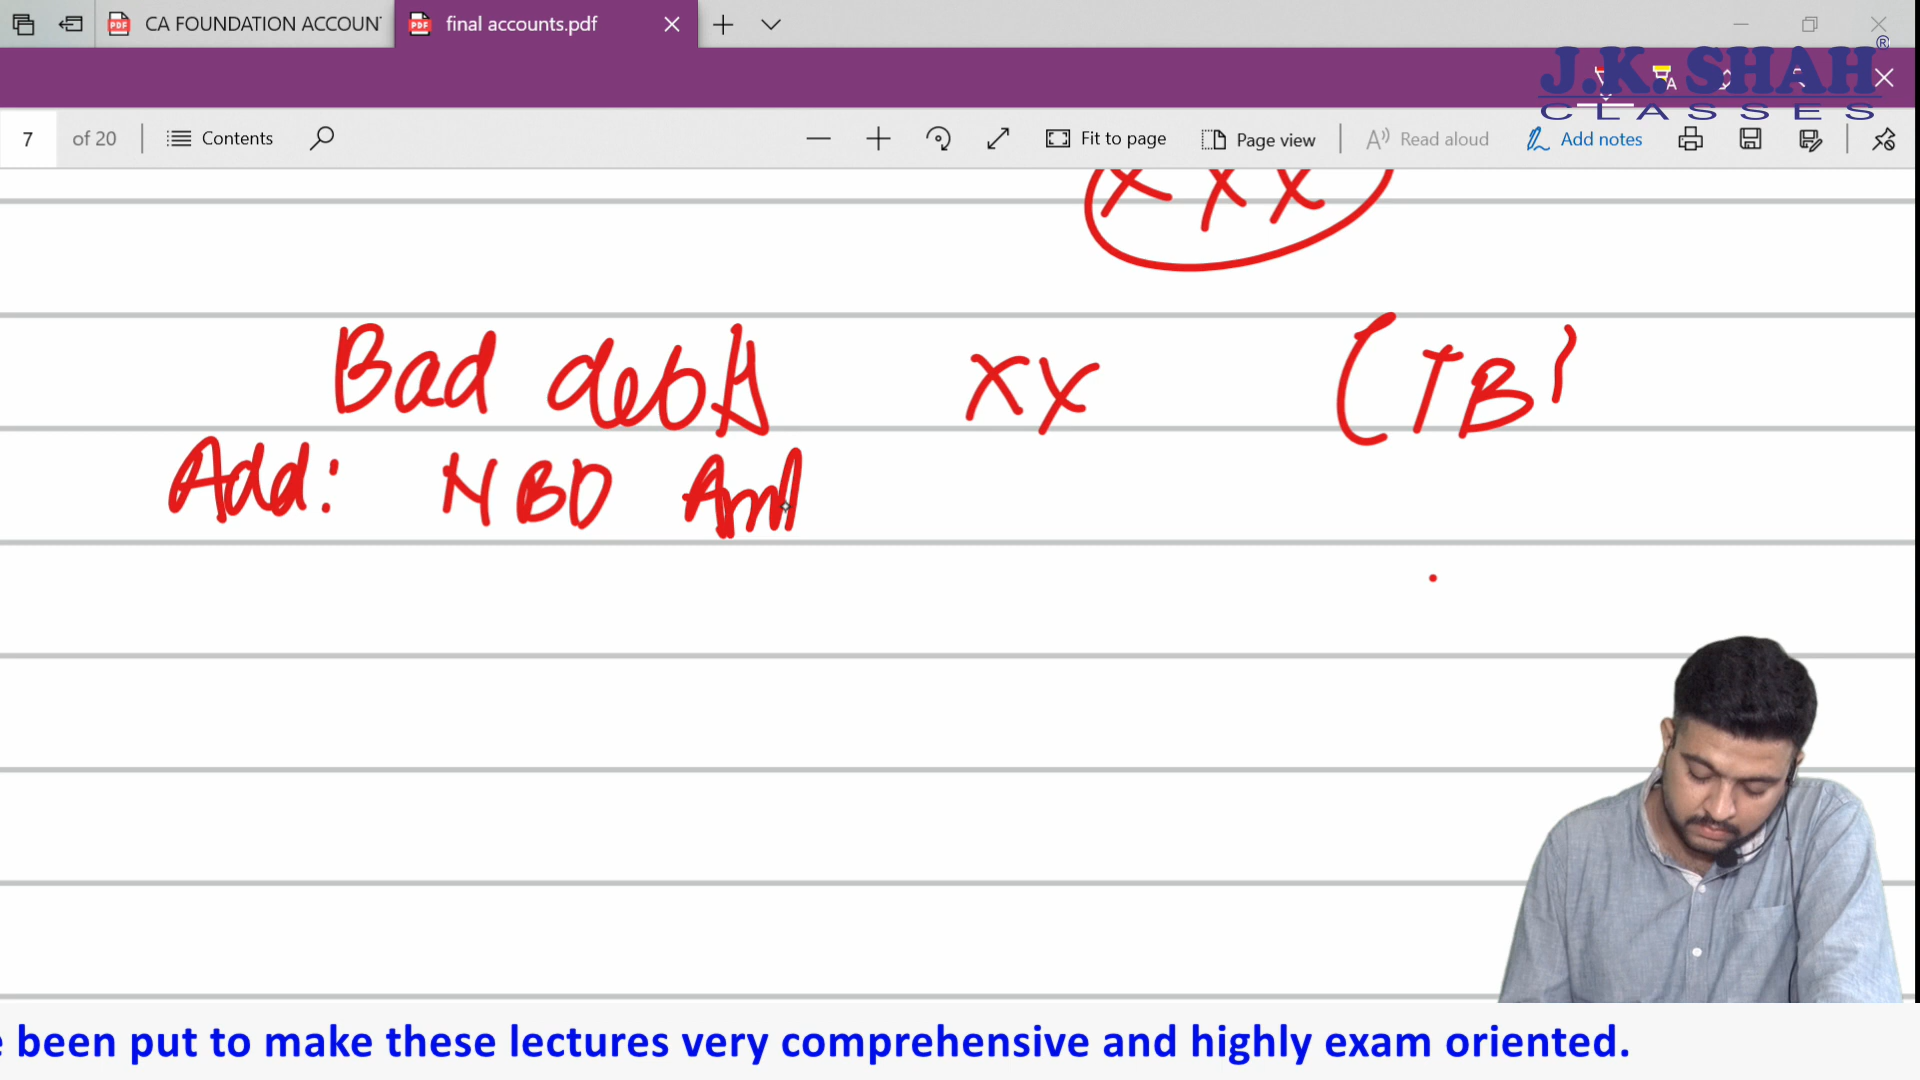 CA FOUNDATION ACCOUN
final accounts.pdf
J.K. SHAH®
CLASSES
7 of 20 Contents Fit to page Page view Read aloud Add notes
xxx
Bad debts xx (TB)
Add: NBD Aml
been put to make these lectures very comprehensive and highly exam oriented.